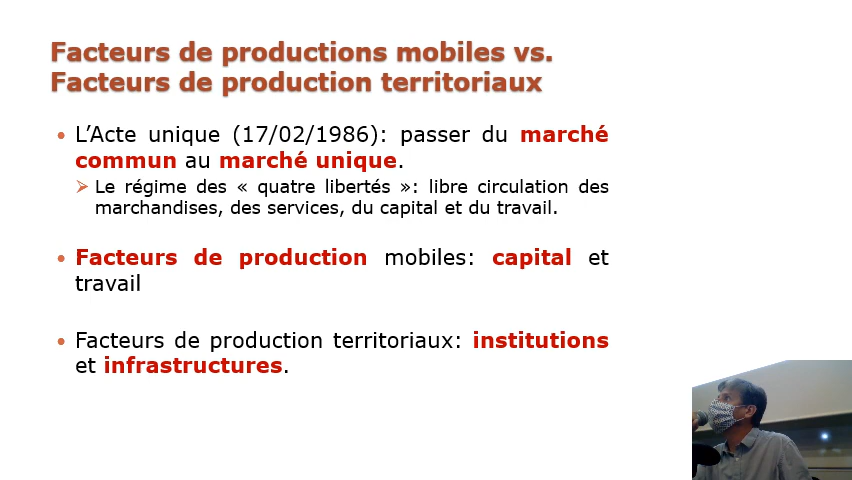 Facteurs de productions mobiles vs.
Facteurs de production territoriaux
• L’Acte unique (17/02/1986): passer du marché
commun au marché unique.
➢ Le régime des « quatre libertés »: libre circulation des
marchandises, des services, du capital et du travail.
• Facteurs de production mobiles: capital et
travail
• Facteurs de production territoriaux: institutions
et infrastructures.